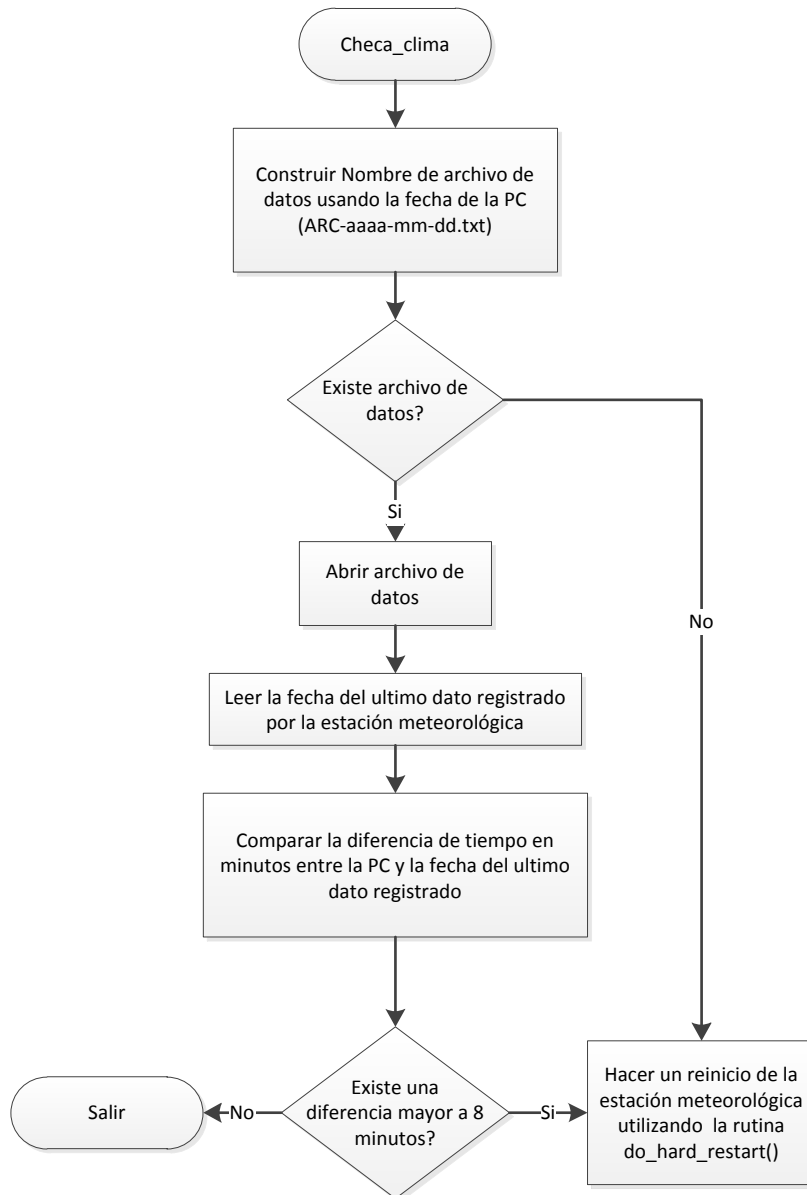 Checa_clima
Construir Nombre de archivo de
datos usando la fecha de la PC
(ARC-aaaa-mm-dd.txt)
Existe archivo de
datos?
Si
Abrir archivo de
datos
No
Leer la fecha del ultimo dato registrado
por la estación meteorológica
Comparar la diferencia de tiempo en
minutos entre la PC y la fecha del ultimo
dato registrado
Existe una
diferencia mayor a 8
minutos?
No
Salir
Si
Hacer un reinicio de la
estación meteorológica
utilizando la rutina
do_hard_restart()